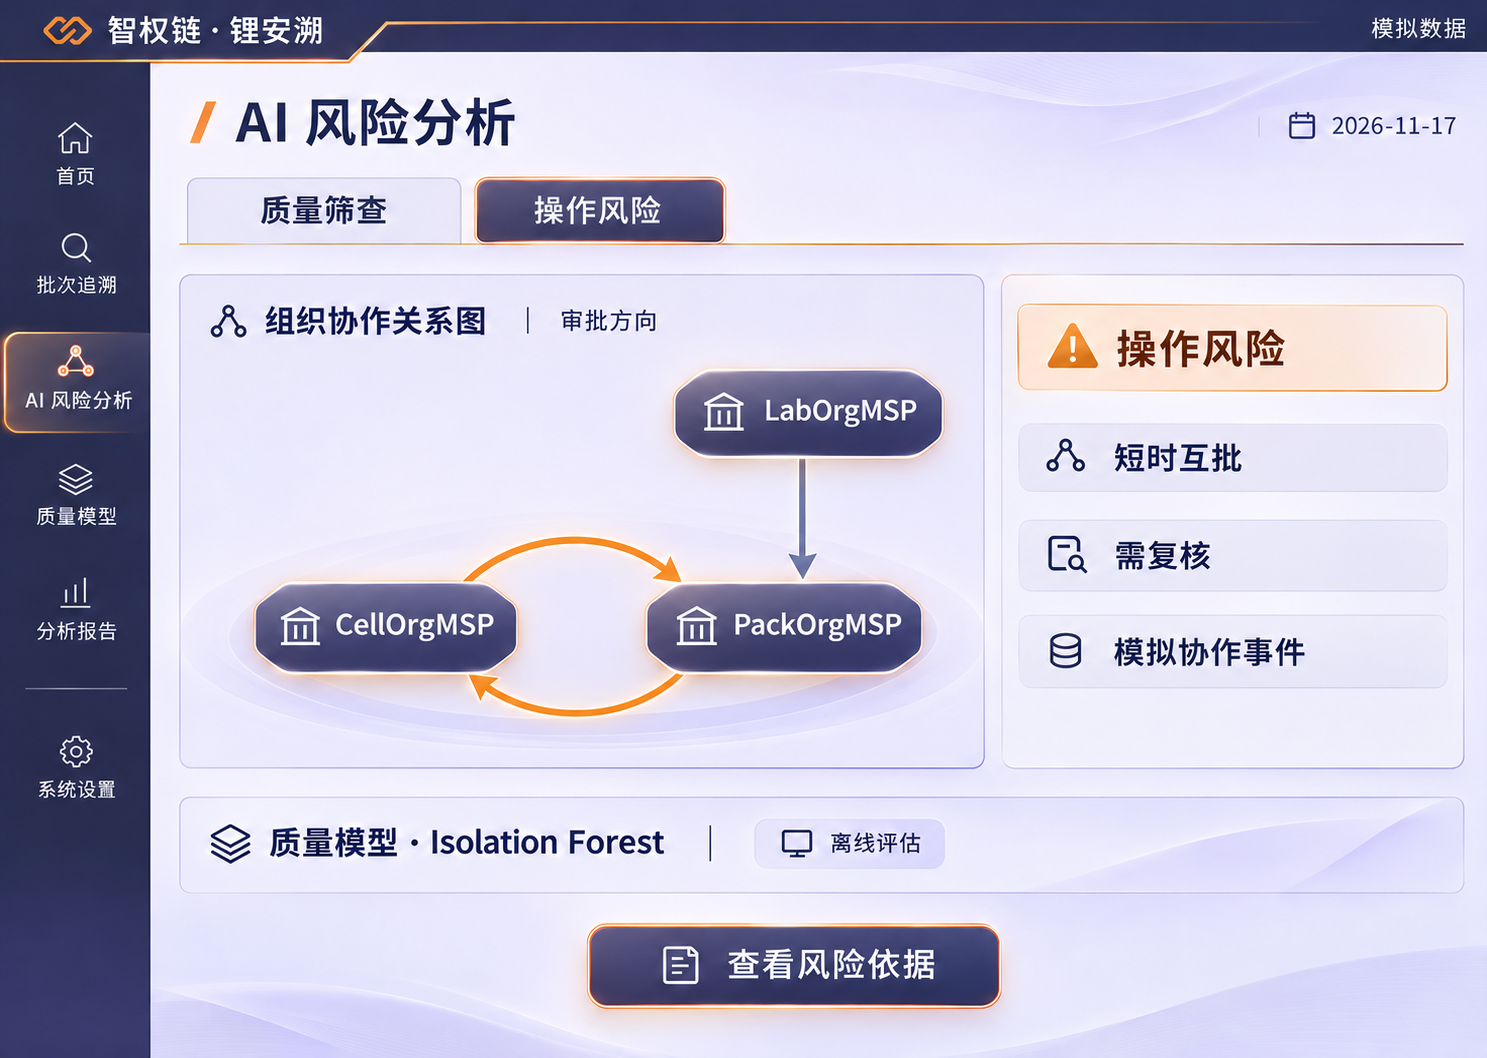 智权链·锂安溯
模拟数据
首页
批次追溯
AI 风险分析
质量模型
分析报告
系统设置
AI 风险分析
2026-11-17
质量筛查
操作风险
组织协作关系图
审批方向
LabOrgMSP
CellOrgMSP
PackOrgMSP
操作风险
短时互批
需复核
模拟协作事件
质量模型·Isolation Forest
离线评估
查看风险依据